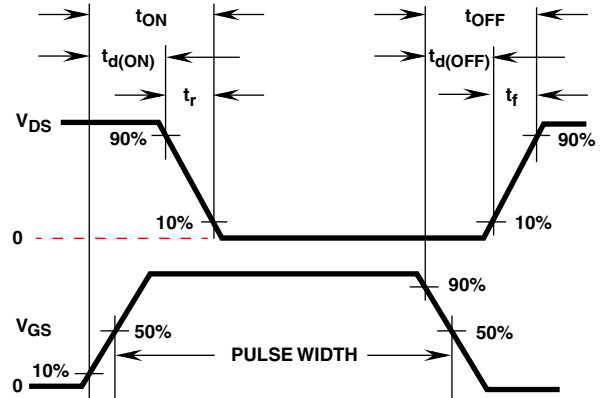 tON tOFF
td(ON) td(OFF)
tr tf
VDS
90% 90%
10% 10%
0
90%
VGS 50% 50%
PULSE WIDTH
10%
0